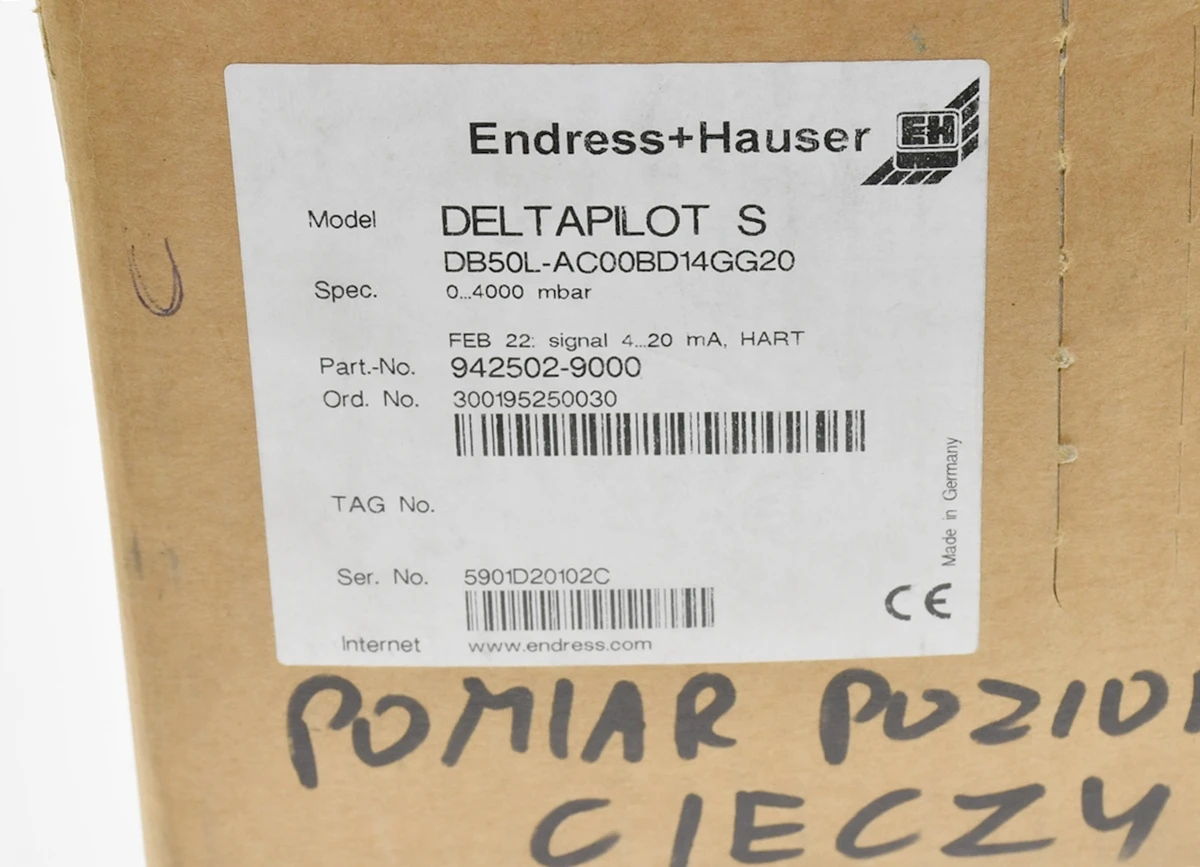 Endress+Hauser
EH
Model DELTAPILOT S
DB50L-AC00BD14GG20
Spec. 0...4000 mbar
FEB 22: signal 4...20 mA, HART
Part.-No. 942502-9000
Ord. No. 300195250030
TAG No.
Ser. No. 5901D20102C
Internet www.endress.com
Made in Germany
CE
POMIAR POZIO
CIECZY